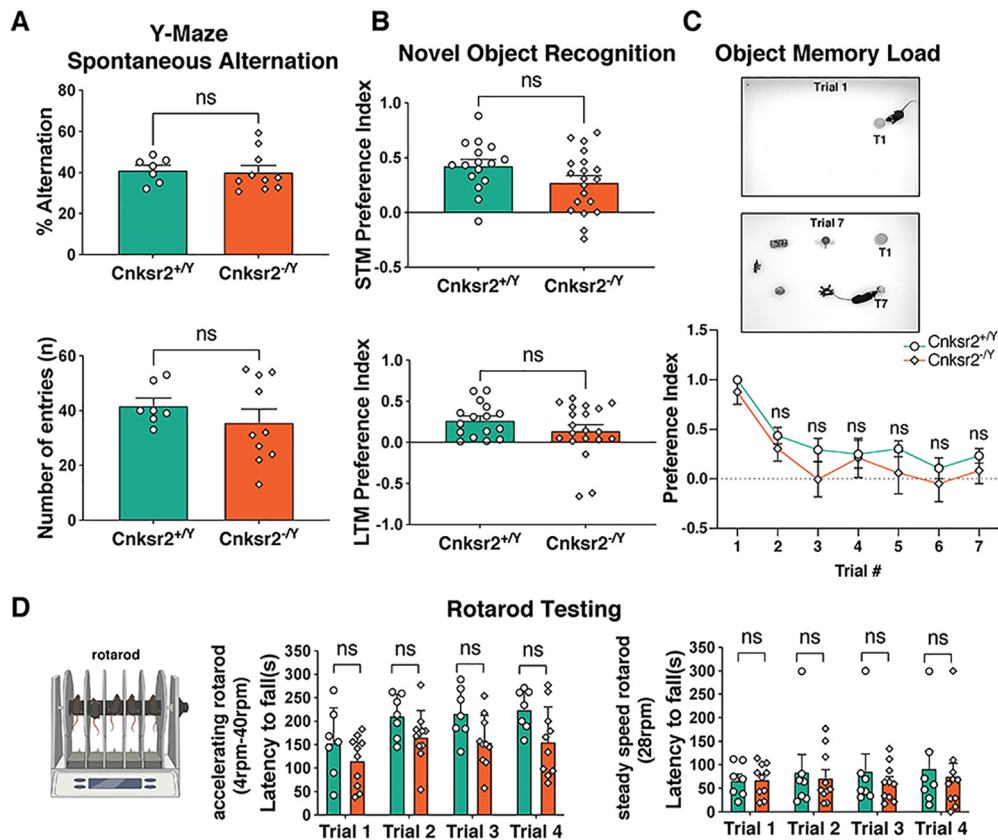 A
Y-Maze
Spontaneous Alternation
ns
% Alternation
80
60
40
20
0
Cnksr2+/Y
Cnksr2-/Y
ns
Number of entries (n)
60
40
20
0
Cnksr2+/Y
Cnksr2-/Y
B
Novel Object Recognition
ns
STM Preference Index
1.0
0.5
0.0
-0.5
Cnksr2+/Y
Cnksr2-/Y
ns
LTM Preference Index
1.0
0.5
0.0
-0.5
-1.0
Cnksr2+/Y
Cnksr2-/Y
C
Object Memory Load
Trial 1
T1
Trial 7
T1
T7
Cnksr2+/Y
Cnksr2-/Y
Preference Index
1.5
1.0
0.5
0.0
-0.5
ns ns ns ns ns ns
1 2 3 4 5 6 7
Trial #
D
Rotarod Testing
rotarod
accelerating rotarod
(4rpm-40rpm)
Latency to fall(s)
350
300
250
200
150
100
50
0
ns ns ns ns
Trial 1 Trial 2 Trial 3 Trial 4
steady speed rotarod
(28rpm)
Latency to fall(s)
350
300
250
200
150
100
50
0
ns ns ns ns
Trial 1 Trial 2 Trial 3 Trial 4